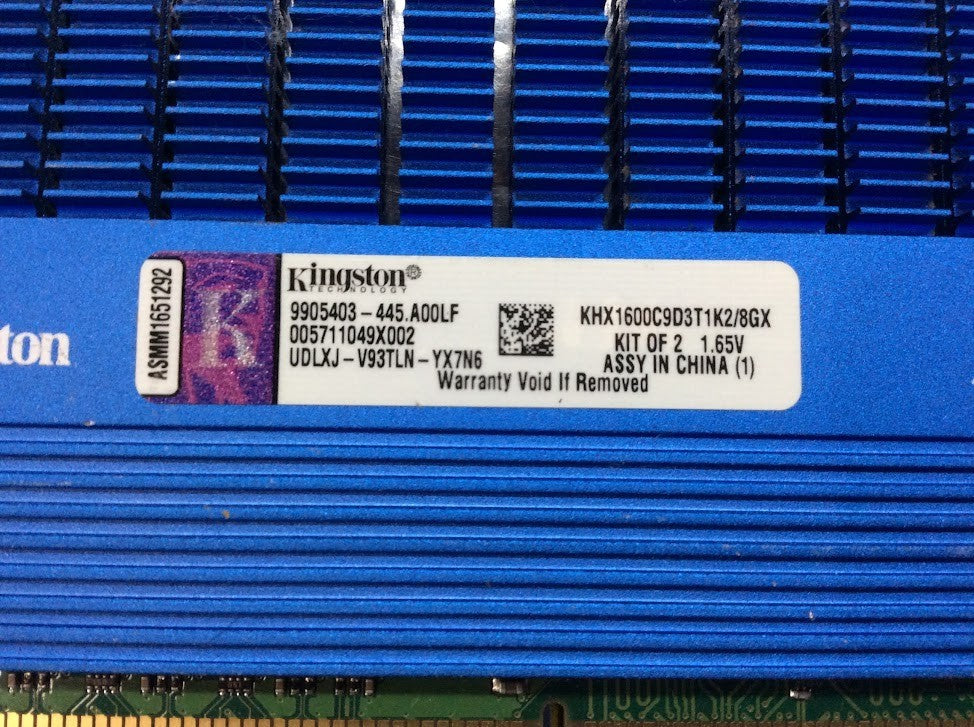 ton
ASMM1651292
K
Kingston
TECHNOLOGY
9905403-445.A00LF
005711049X002
UDLXJ-V93TLN-YX7N6
KHX1600C9D3T1K2/8GX
KIT OF 2 1.65V
ASSY IN CHINA (1)
Warranty Void If Removed